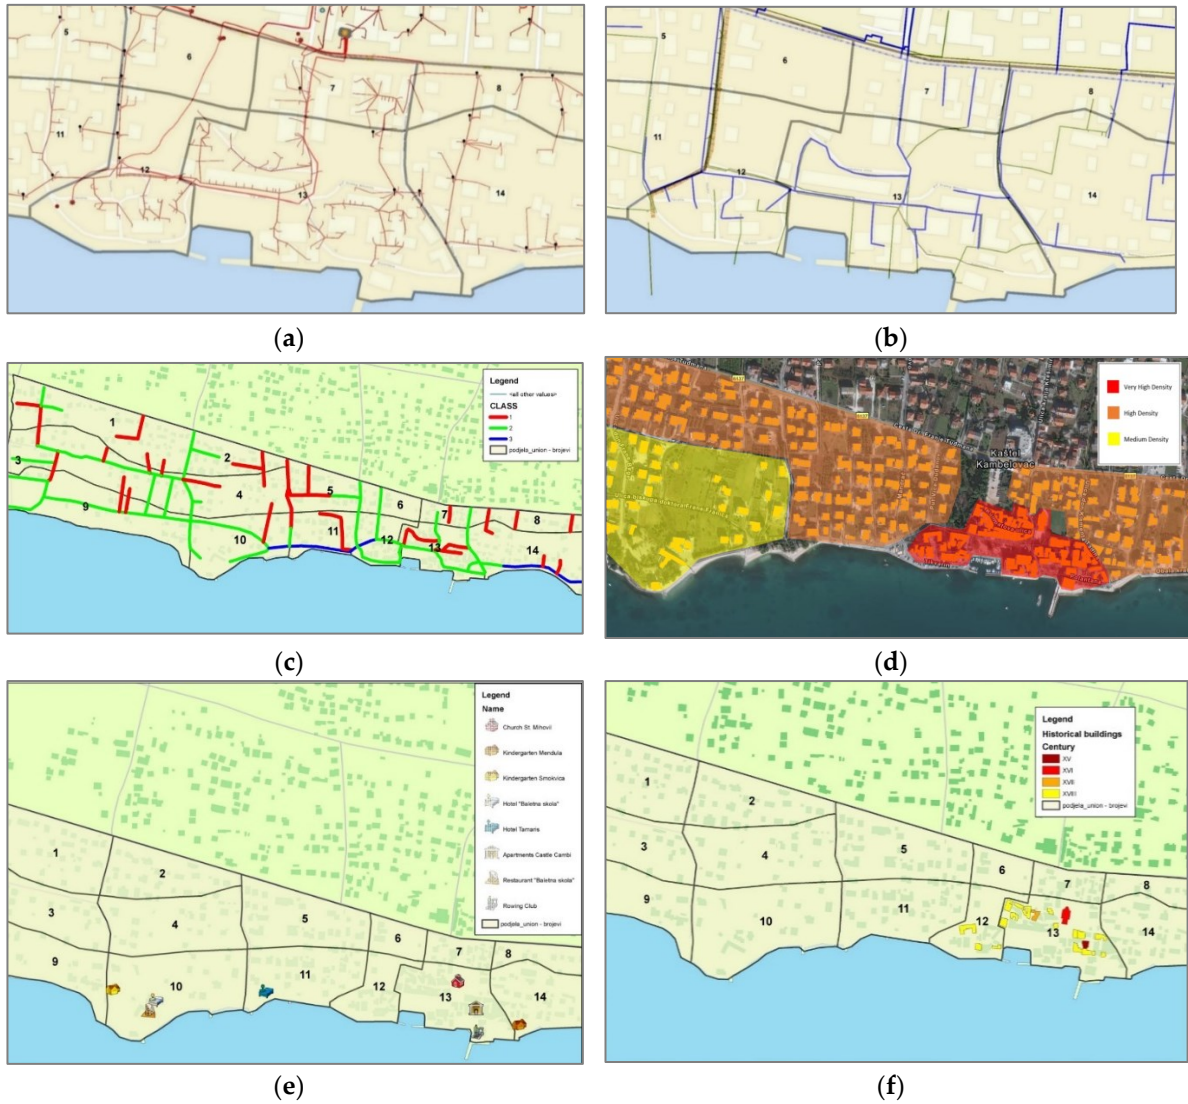 5
6
7
8
11
12
13
14
(a)
5
6
7
8
11
12
13
14
(b)
Legend
<all other values>
CLASS
1
2
3
podjela_union - brojevi
1
2
3
4
5
6
7
8
9
10
11
12
13
14
(c)
Very High Density
High Density
Medium Density
Kaštel
Kambelovac
(d)
Legend
Name
Church St. Mihovil
Kindergarten Mendula
Kindergarten Smokvica
Hotel "Baletna skola"
Hotel Tamaris
Apartments Castle Cambi
Restaurant "Baletna skola"
Rowing Club
podjela_union - brojevi
1
2
3
4
5
6
7
8
9
10
11
12
13
14
(e)
Legend
Historical buildings
Century
XV
XVI
XVII
XVIII
podjela_union - brojevi
1
2
3
4
5
6
7
8
9
10
11
12
13
14
(f)